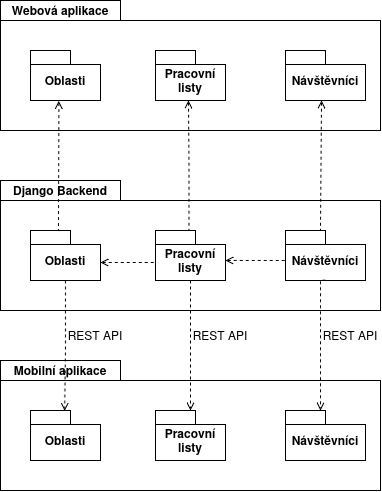 Webová aplikace
Oblasti
Pracovní
listy
Návštěvníci
Django Backend
Oblasti
Pracovní
listy
Návštěvníci
REST API
REST API
REST API
Mobilní aplikace
Oblasti
Pracovní
listy
Návštěvníci